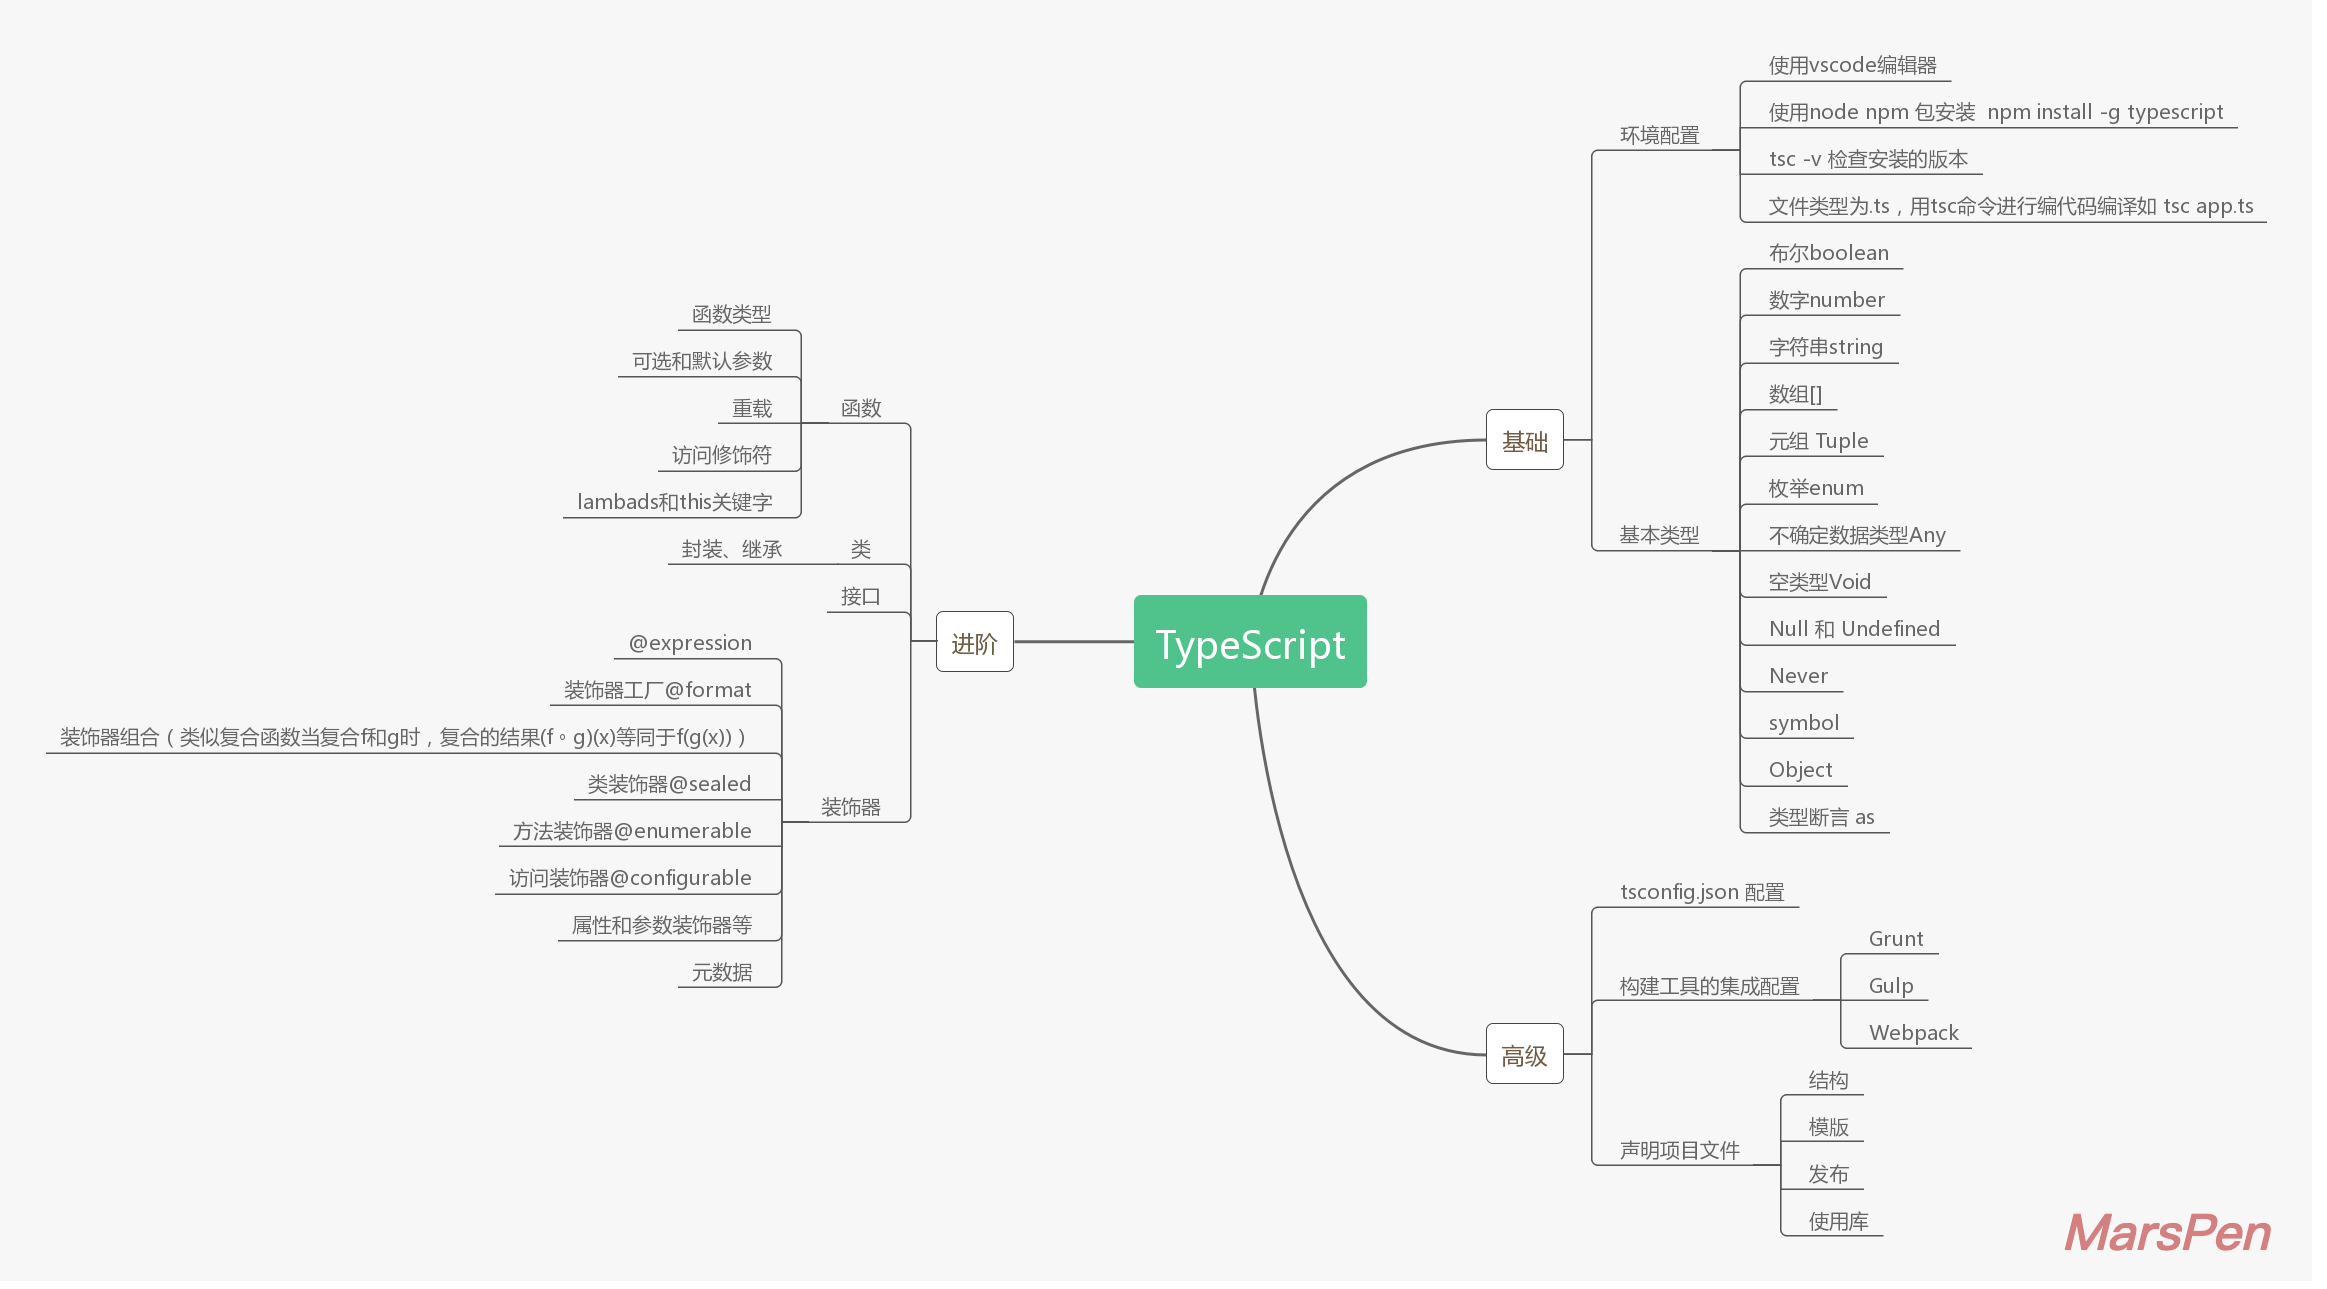 TypeScript
基础
环境配置
使用vscode编辑器
使用node npm 包安装  npm install -g typescript
tsc -v 检查安装的版本
文件类型为.ts，用tsc命令进行编代码编译如 tsc app.ts
基本类型
布尔boolean
数字number
字符串string
数组[]
元组 Tuple
枚举enum
不确定数据类型Any
空类型Void
Null 和 Undefined
Never
symbol
Object
类型断言 as
进阶
函数
函数类型
可选和默认参数
重载
访问修饰符
lambads和this关键字
类
封装、继承
接口
装饰器
@expression
装饰器工厂@format
装饰器组合（类似复合函数当复合f和g时，复合的结果(f∘g)(x)等同于f(g(x))）
类装饰器@sealed
方法装饰器@enumerable
访问装饰器@configurable
属性和参数装饰器等
元数据
高级
tsconfig.json 配置
构建工具的集成配置
Grunt
Gulp
Webpack
声明项目文件
结构
模版
发布
使用库
MarsPen